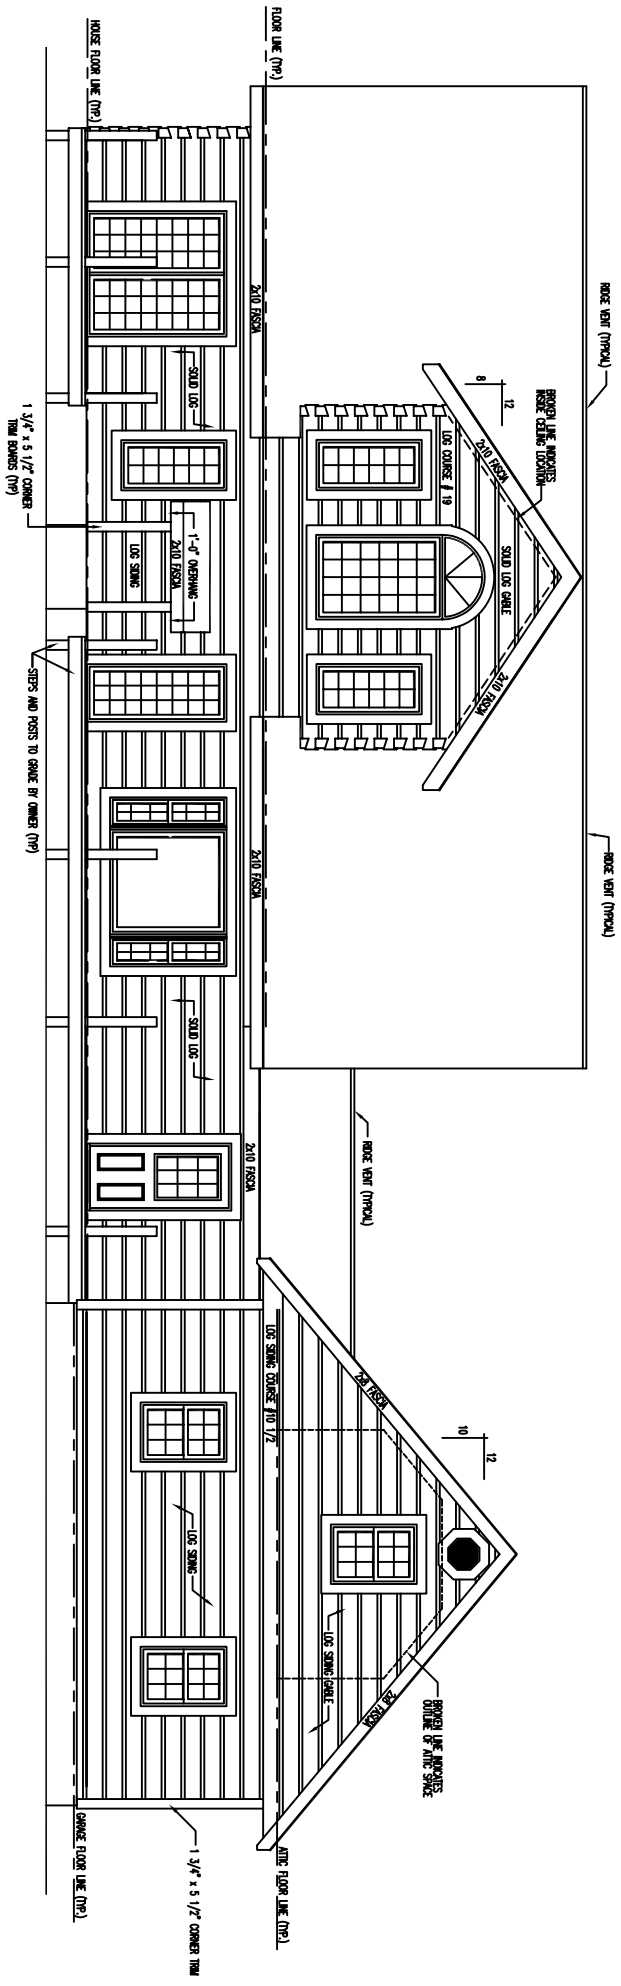 HOUSE FLOOR LINE (TYP.)
FLOOR LINE (TYP.)
RIDGE VENT (TYPICAL)
RIDGE VENT (TYPICAL)
RIDGE VENT (TYPICAL)
BROKEN LINE INDICATES
INSIDE CEILING LOCATION
8
12
2x10 FASCIA
2x10 FASCIA
LOG COURSE # 19
SOLID LOG GABLE
2x10 FASCIA
2x10 FASCIA
2x10 FASCIA
SOLID LOG
1'-0" OVERHANG
2x10 FASCIA
LOG SIDING
SOLID LOG
1 3/4" x 5 1/2" CORNER
TRIM BOARDS (TYP)
STEPS AND POSTS TO GRADE BY OWNER (TYP)
2x8 FASCIA
10
12
LOG SIDING COURSE #10 1/2
LOG SIDING
LOG SIDING GABLE
2x8 FASCIA
BROKEN LINE INDICATES
OUTLINE OF ATTIC SPACE
ATTIC FLOOR LINE (TYP.)
1 3/4" x 5 1/2" CORNER TRIM
GARAGE FLOOR LINE (TYP.)